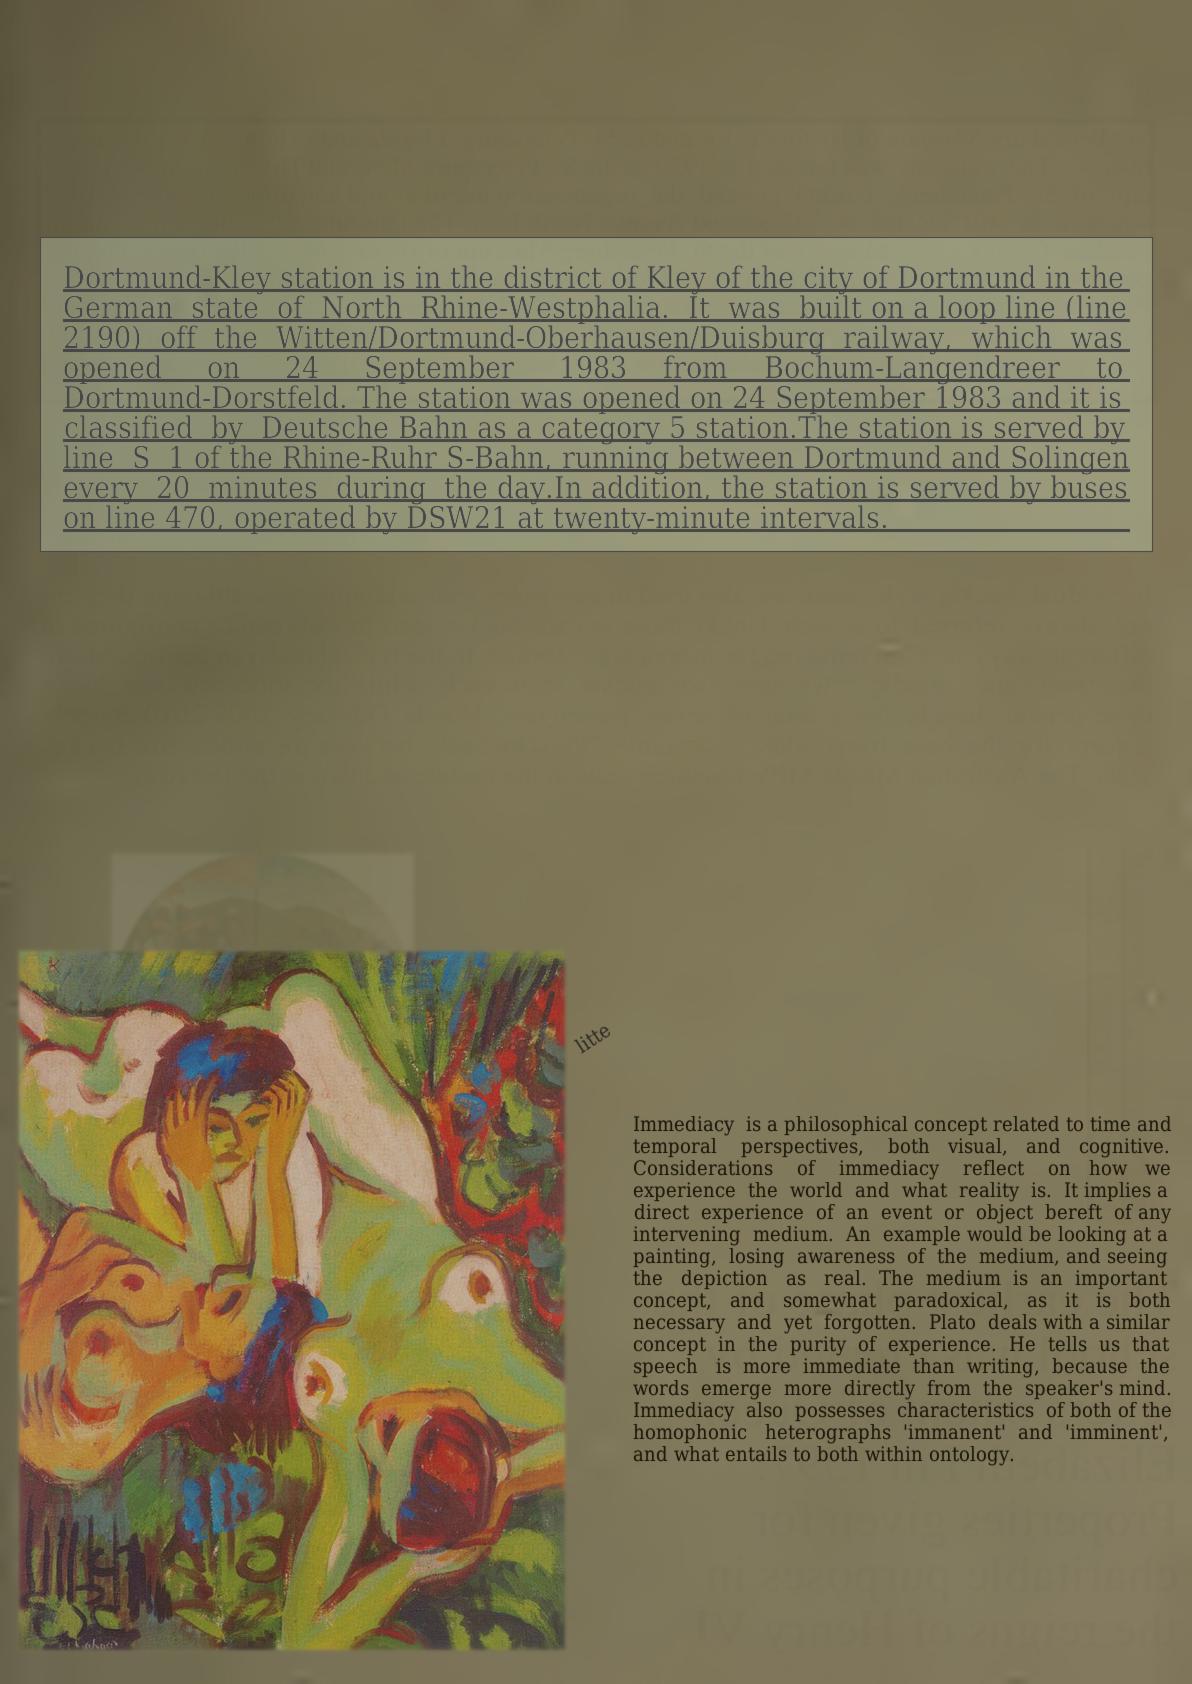 Dortmund-Kley station is in the district of Kley of the city of Dortmund in the
German state of North Rhine-Westphalia. It was built on a loop line (line
2190) off the Witten/Dortmund-Oberhausen/Duisburg railway, which was
opened on 24 September 1983 from Bochum-Langendreer to
Dortmund-Dorstfeld. The station was opened on 24 September 1983 and it is
classified by Deutsche Bahn as a category 5 station.The station is served by
line S 1 of the Rhine-Ruhr S-Bahn, running between Dortmund and Solingen
every 20 minutes during the day.In addition, the station is served by buses
on line 470, operated by DSW21 at twenty-minute intervals.
litte
Immediacy is a philosophical concept related to time and
temporal perspectives, both visual, and cognitive.
Considerations of immediacy reflect on how we
experience the world and what reality is. It implies a
direct experience of an event or object bereft of any
intervening medium. An example would be looking at a
painting, losing awareness of the medium, and seeing
the depiction as real. The medium is an important
concept, and somewhat paradoxical, as it is both
necessary and yet forgotten. Plato deals with a similar
concept in the purity of experience. He tells us that
speech is more immediate than writing, because the
words emerge more directly from the speaker's mind.
Immediacy also possesses characteristics of both of the
homophonic heterographs 'immanent' and 'imminent',
and what entails to both within ontology.